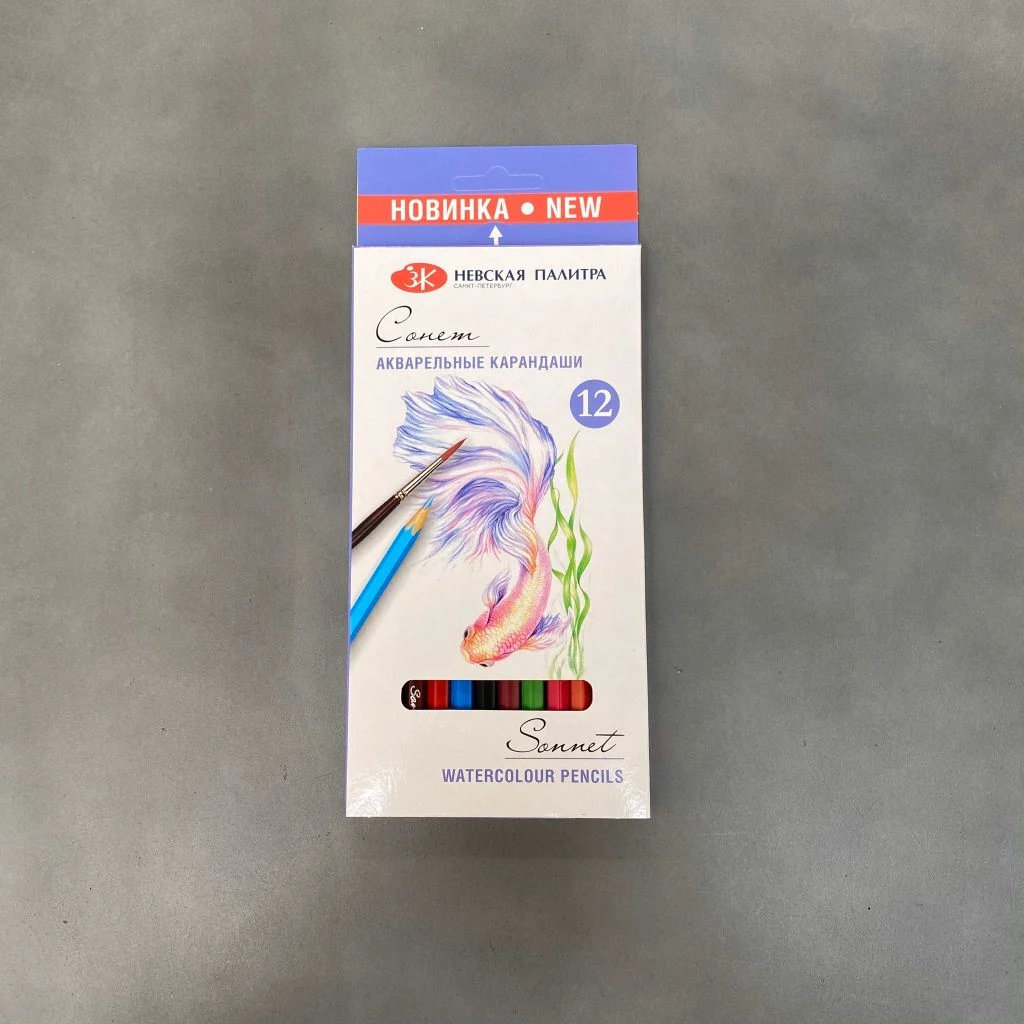 НОВИНКА • NEW
ЗК НЕВСКАЯ ПАЛИТРА
САНКТ-ПЕТЕРБУРГ
Сонет
АКВАРЕЛЬНЫЕ КАРАНДАШИ
12
Sonnet
WATERCOLOUR PENCILS